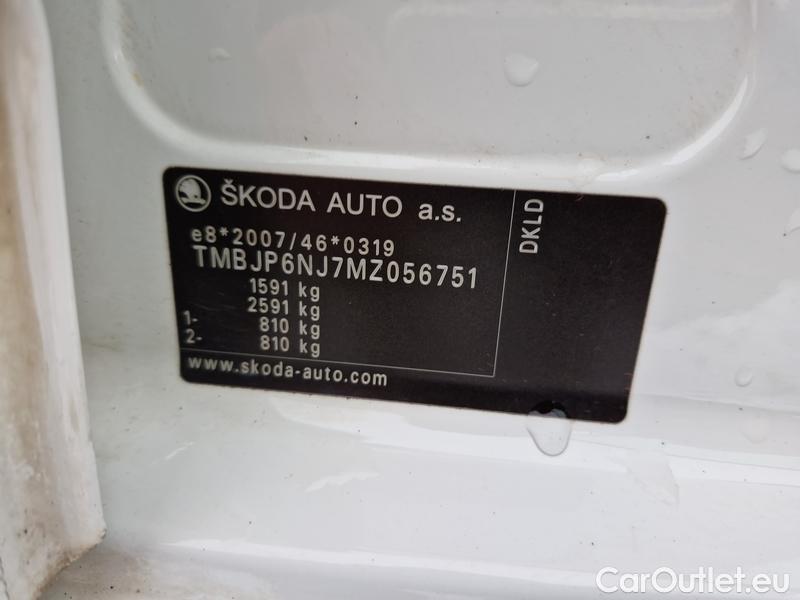 ŠKODA AUTO a.s.
DKLD
e8*2007/46*0319
TMBJP6NJ7MZ056751
1591 kg
2591 kg
1- 810 kg
2- 810 kg
www.skoda-auto.com
CarOutlet.eu